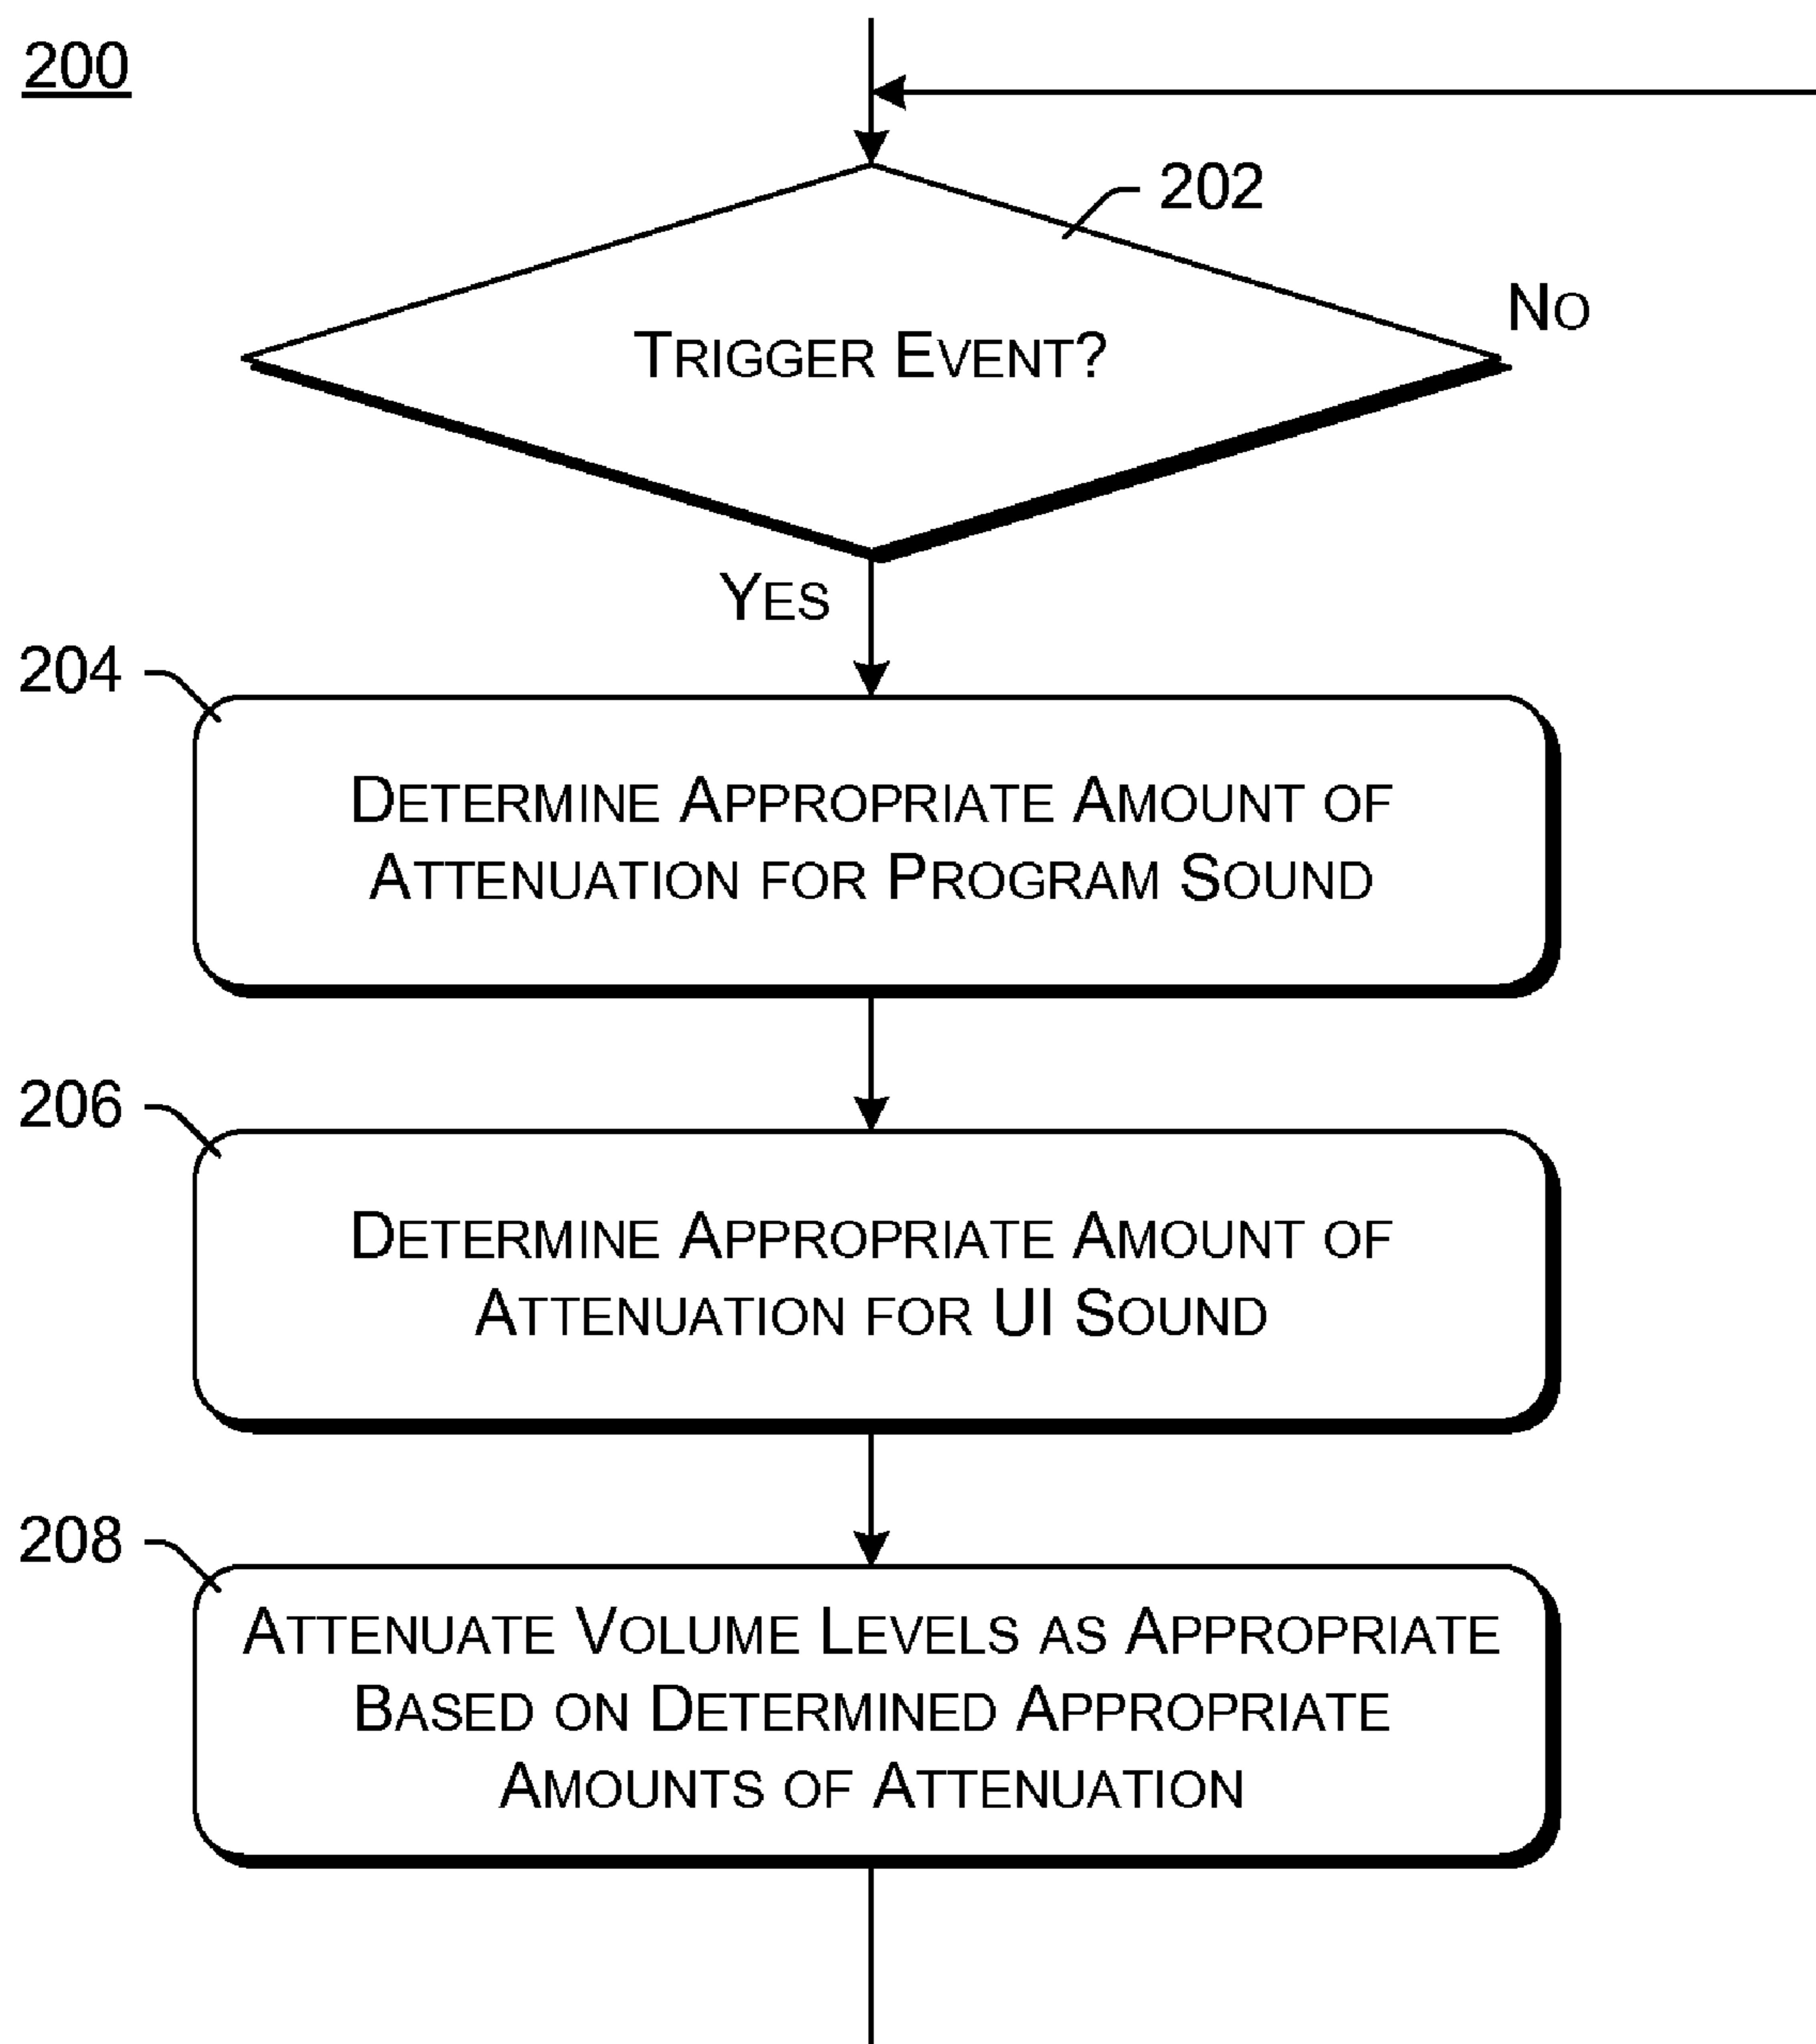 200
202
No
Trigger Event?
Yes
204
Determine Appropriate Amount of
Attenuation for Program Sound
206
Determine Appropriate Amount of
Attenuation for UI Sound
208
Attenuate Volume Levels as Appropriate
Based on Determined Appropriate
Amounts of Attenuation